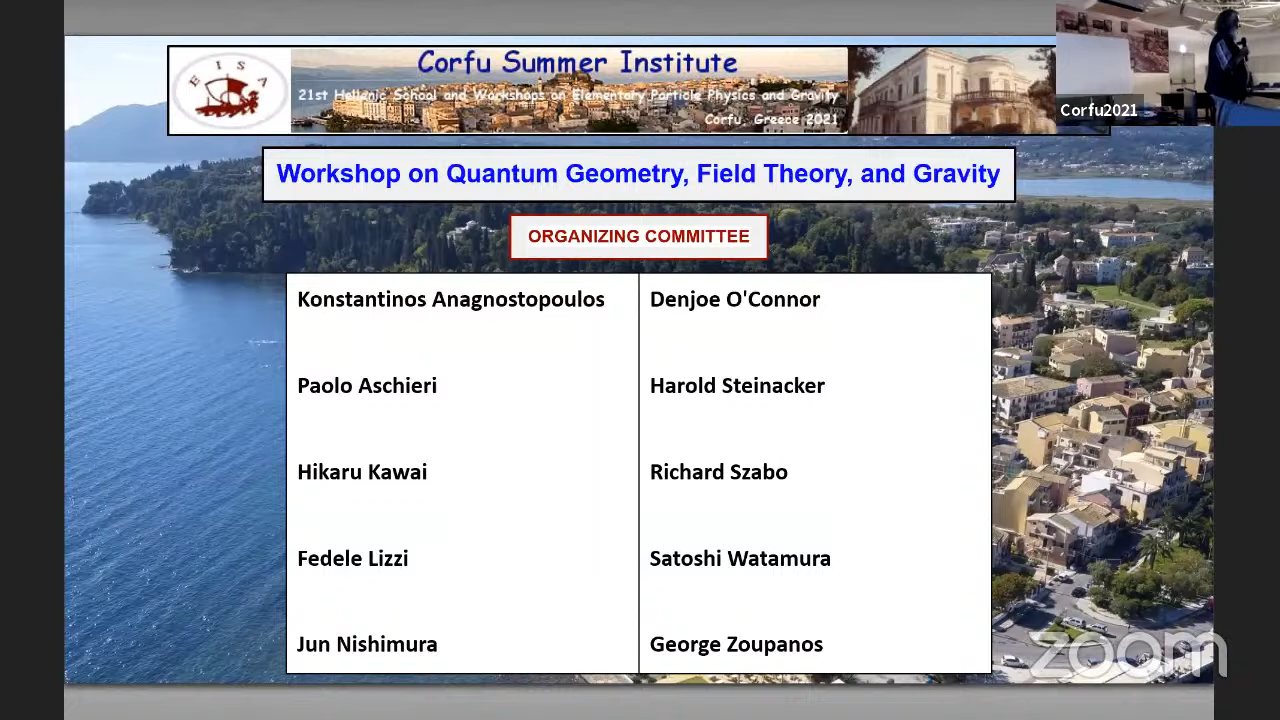 EISA
Corfu Summer Institute
21st Hellenic School and Workshops on Elementary Particle Physics and Gravity
Corfu, Greece 2021
Corfu2021
Workshop on Quantum Geometry, Field Theory, and Gravity
ORGANIZING COMMITTEE
Konstantinos Anagnostopoulos
Denjoe O'Connor
Paolo Aschieri
Harold Steinacker
Hikaru Kawai
Richard Szabo
Fedele Lizzi
Satoshi Watamura
Jun Nishimura
George Zoupanos
zoom